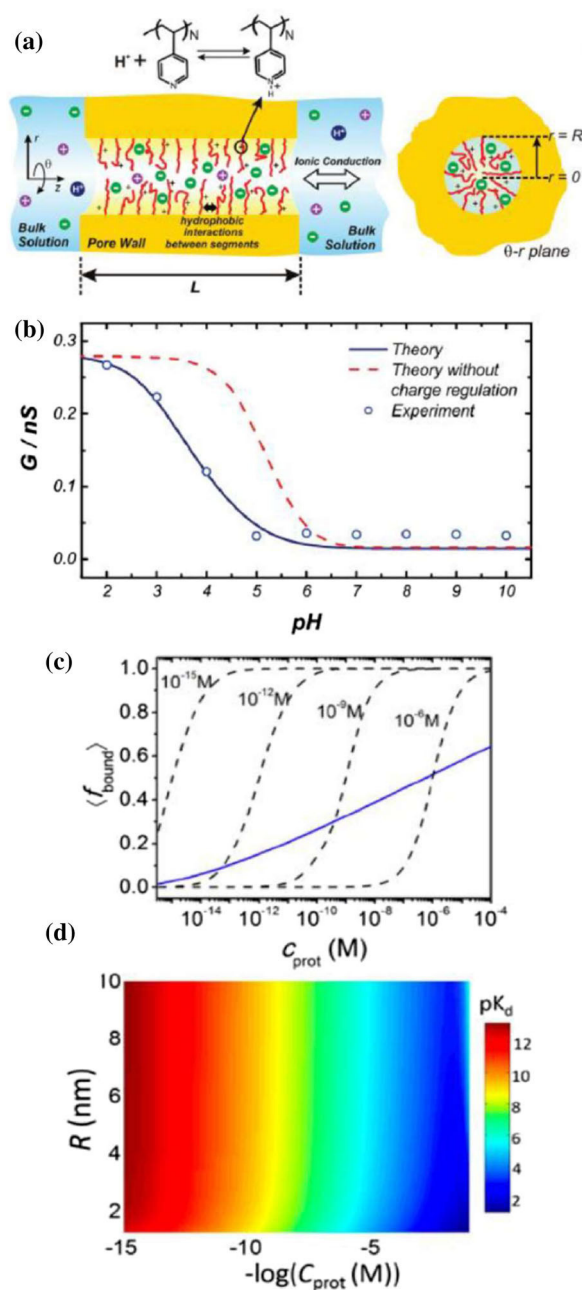 (a)
H⁺ +
N
N
N
N⁺
H
r
θ
z
H⁺
H⁺
H⁺
Ionic
Conduction
r = R
r = 0
Bulk
Solution
Pore Wall
hydrophobic
interactions
between segments
Bulk
Solution
θ-r plane
L
(b)
0.3
0.2
0.1
0.0
G / nS
Theory
Theory without
charge regulation
Experiment
2 3 4 5 6 7 8 9 10
pH
(c)
1.0
0.8
0.6
0.4
0.2
0.0
⟨f_bound⟩
10⁻¹⁵M
10⁻¹²M
10⁻⁹M
10⁻⁶M
10⁻¹⁴ 10⁻¹² 10⁻¹⁰ 10⁻⁸ 10⁻⁶ 10⁻⁴
c_prot (M)
(d)
10
8
6
4
2
R (nm)
-15 -10 -5
-log(C_prot (M))
pK_d
12
10
8
6
4
2